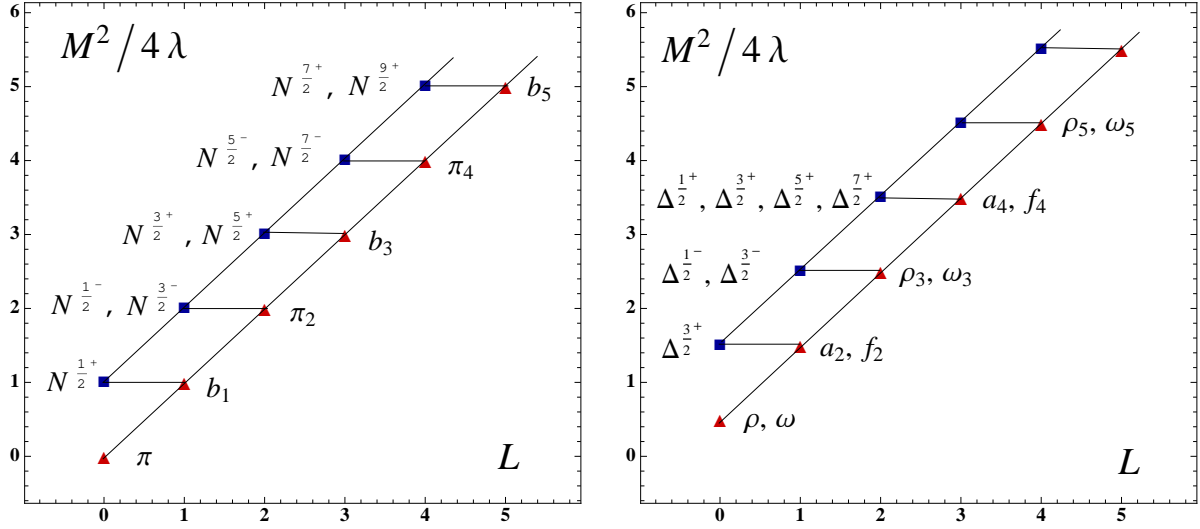 M²/4λ
6
5
4
3
2
1
0
N 7/2⁺, N 9/2⁺
b₅
N 5/2⁻, N 7/2⁻
π₄
N 3/2⁺, N 5/2⁺
b₃
N 1/2⁻, N 3/2⁻
π₂
N 1/2⁺
b₁
π
L
0 1 2 3 4 5
M²/4λ
6
5
4
3
2
1
0
ρ₅, ω₅
Δ 1/2⁺, Δ 3/2⁺, Δ 5/2⁺, Δ 7/2⁺
a₄, f₄
Δ 1/2⁻, Δ 3/2⁻
ρ₃, ω₃
Δ 3/2⁺
a₂, f₂
ρ, ω
L
0 1 2 3 4 5